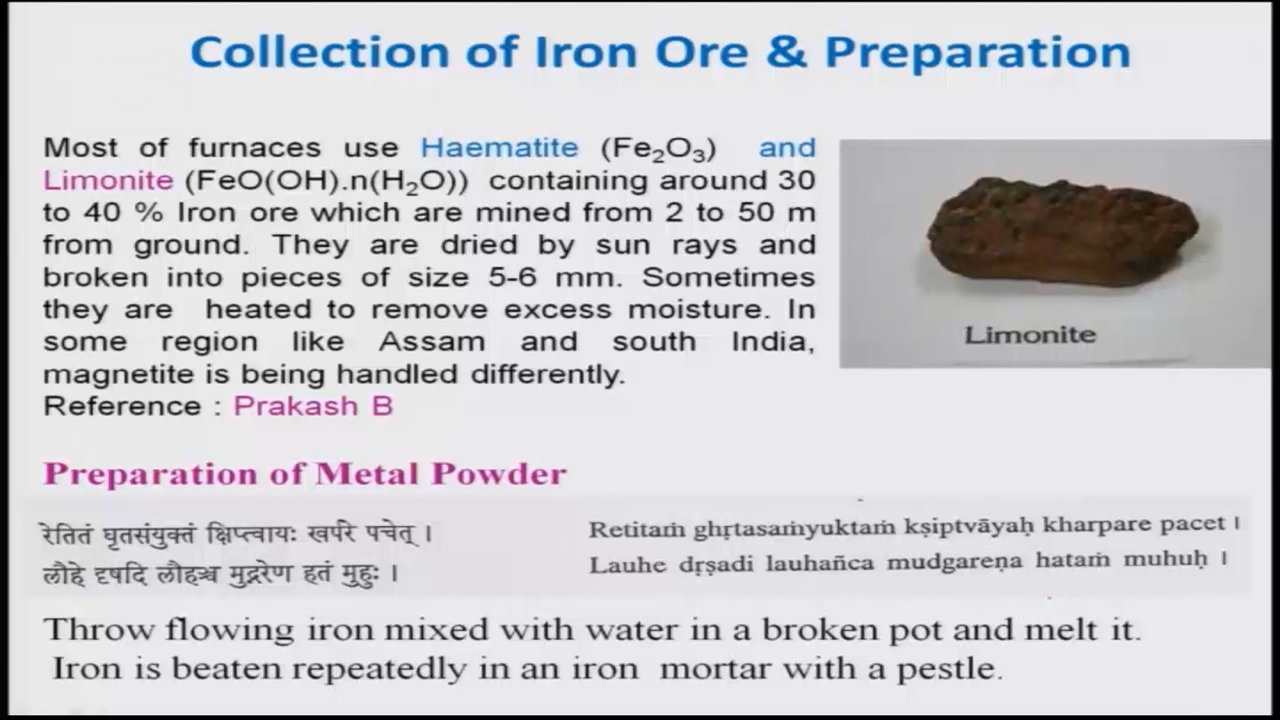 Collection of Iron Ore & Preparation
Most of furnaces use Haematite (Fe₂O₃) and
Limonite (FeO(OH).n(H₂O)) containing around 30
to 40 % Iron ore which are mined from 2 to 50 m
from ground. They are dried by sun rays and
broken into pieces of size 5-6 mm. Sometimes
they are heated to remove excess moisture. In
some region like Assam and south India,
magnetite is being handled differently.
Reference : Prakash B
Limonite
Preparation of Metal Powder
रेतितं घृतसंयुक्तं क्षिप्त्वायः खर्परे पचेत् ।
लौहे दृषदि लौहञ्च मुद्गरेण हतं मुहुः ।
Retitaṁ ghṛtasaṁyuktaṁ kṣiptvāyaḥ kharpare pacet ।
Lauhe dṛṣadi lauhañca mudgareṇa hataṁ muhuḥ ।
Throw flowing iron mixed with water in a broken pot and melt it.
Iron is beaten repeatedly in an iron mortar with a pestle.